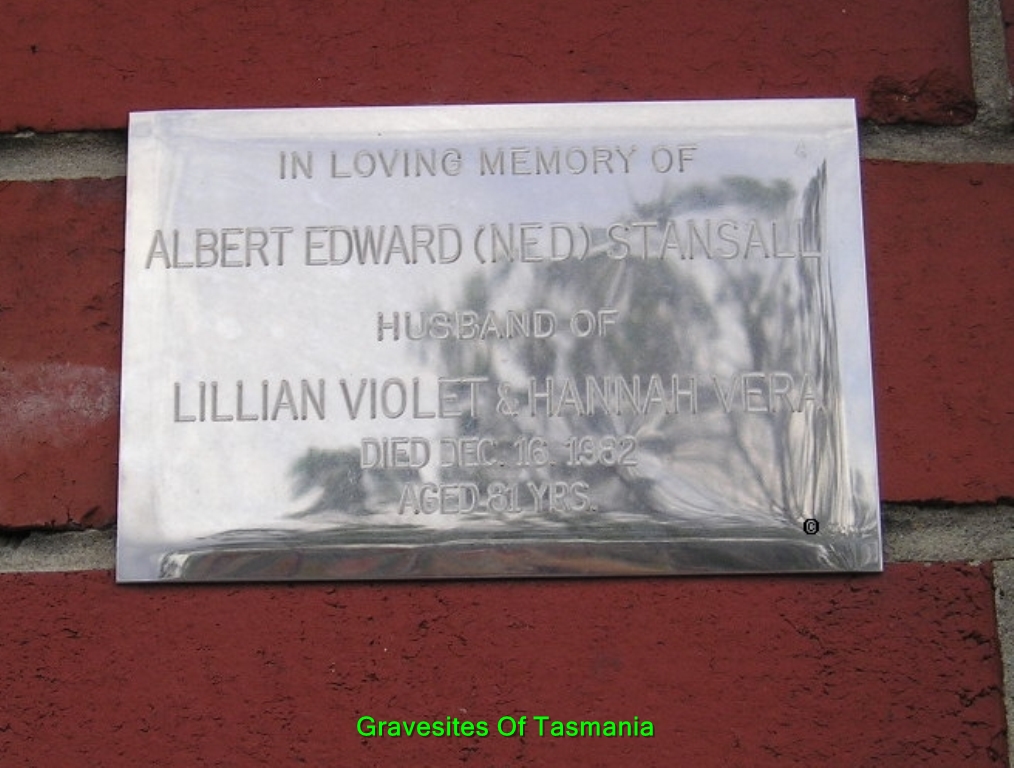 IN LOVING MEMORY OF
ALBERT EDWARD (NED) STANSALL
HUSBAND OF
LILLIAN VIOLET & HANNAH VERA
DIED DEC. 16. 1982
AGED 81 YRS.
©
Gravesites Of Tasmania